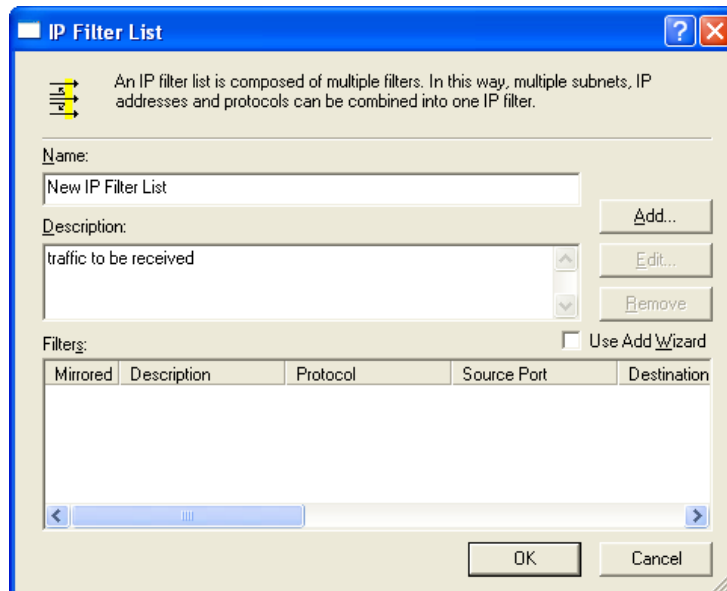 IP Filter List
An IP filter list is composed of multiple filters. In this way, multiple subnets, IP
addresses and protocols can be combined into one IP filter.
Name:
New IP Filter List
Add...
Description:
traffic to be received
Edit...
Remove
Filters:
Use Add Wizard
Mirrored Description Protocol Source Port Destination
OK Cancel